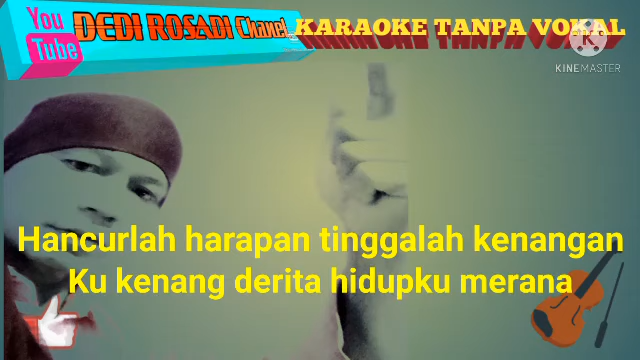 You Tube
DEDI ROSADI Chanel
KARAOKE TANPA VOKAL
KINEMASTER
Hancurlah harapan tinggalah kenangan
Ku kenang derita hidupku merana